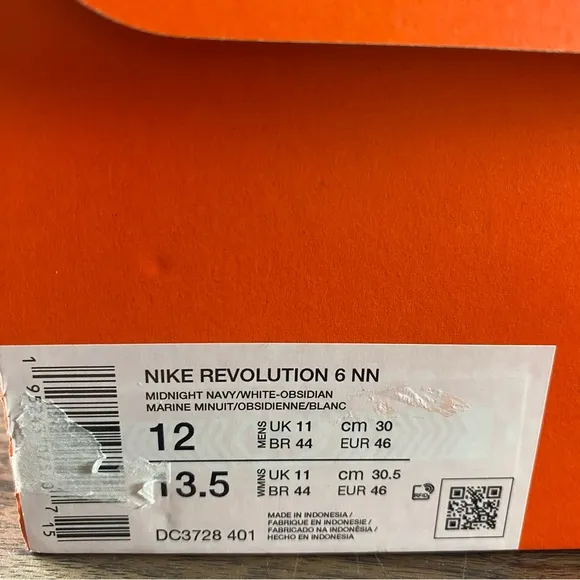 NIKE REVOLUTION 6 NN
MIDNIGHT NAVY/WHITE-OBSIDIAN
MARINE MINUIT/OBSIDIENNE/BLANC
12 MENS UK 11 cm 30
BR 44 EUR 46
13.5 WMNS UK 11 cm 30.5
BR 44 EUR 46
RFID
MADE IN INDONESIA /
FABRIQUE EN INDONESIE /
FABRICADO NA INDONÉSIA /
HECHO EN INDONESIA
DC3728 401